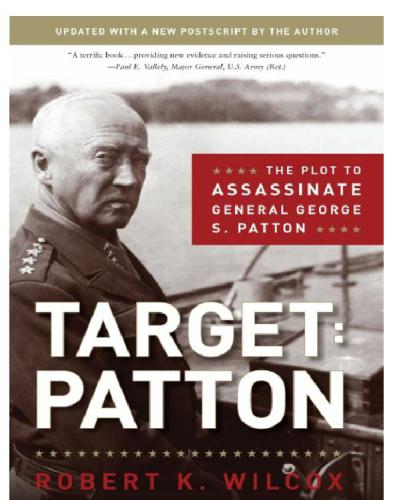 UPDATED WITH A NEW POSTSCRIPT BY THE AUTHOR
"A terrific book...providing new evidence and raising serious questions."
—Paul E. Vallely, Major General, U.S. Army (Ret.)
THE PLOT TO
ASSASSINATE
GENERAL GEORGE
S. PATTON
TARGET:
PATTON
ROBERT K. WILCOX